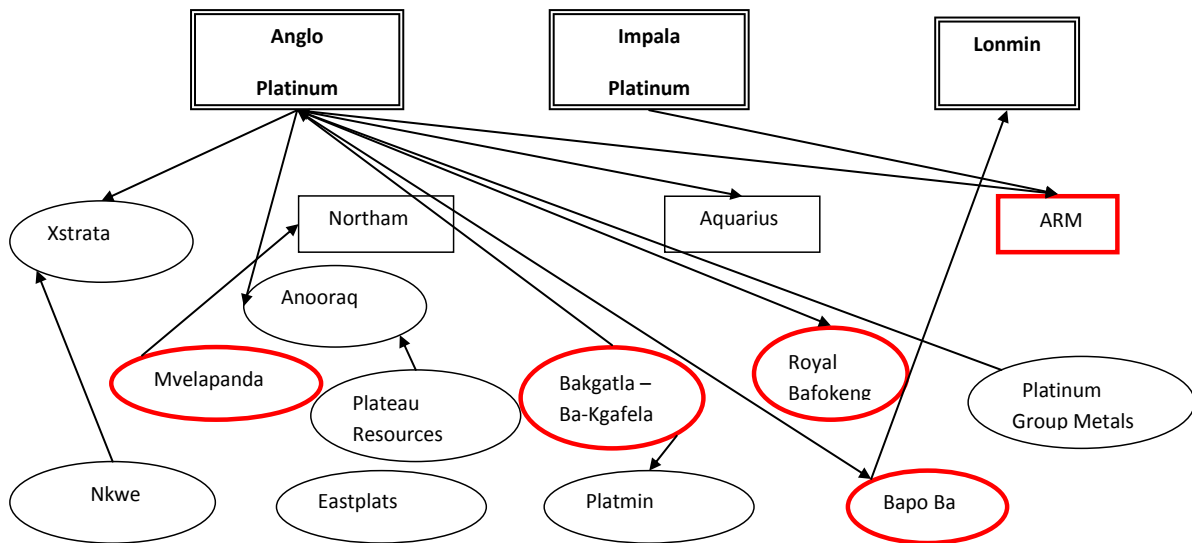 Anglo
Platinum
Impala
Platinum
Lonmin
Xstrata
Northam
Aquarius
ARM
Anooraq
Mvelapanda
Plateau
Resources
Bakgatla –
Ba-Kgafela
Royal
Bafokeng
Platinum
Group Metals
Nkwe
Eastplats
Platmin
Bapo Ba